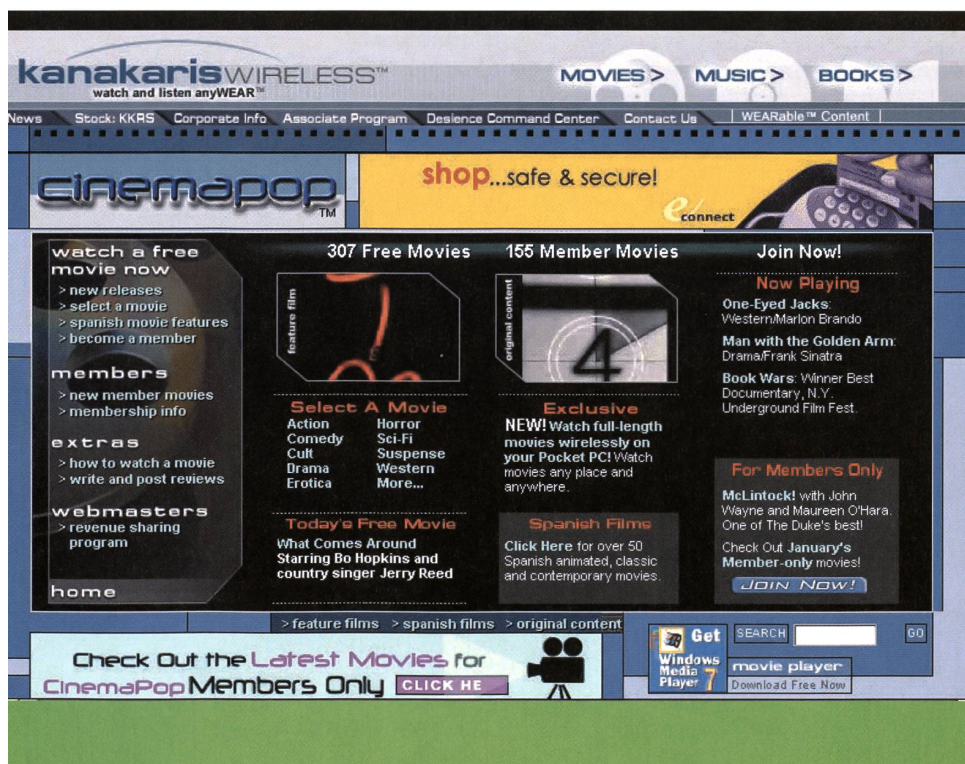 kanakaris WIRELESS™
watch and listen anyWEAR™
MOVIES > MUSIC > BOOKS >
News Stock: KKRS Corporate Info Associate Program Desience Command Center Contact Us | WEARable™ Content |
cinemapop
TM
shop...safe & secure!
e connect
watch a free
movie now
> new releases
> select a movie
> spanish movie features
> become a member
members
> new member movies
> membership info
extras
> how to watch a movie
> write and post reviews
webmasters
> revenue sharing
program
home
307 Free Movies
feature film
Select A Movie
Action Horror
Comedy Sci-Fi
Cult Suspense
Drama Western
Erotica More...
Today's Free Movie
What Comes Around
Starring Bo Hopkins and
country singer Jerry Reed
155 Member Movies
original content
4
Exclusive
NEW! Watch full-length
movies wirelessly on
your Pocket PC! Watch
movies any place and
anywhere.
Spanish Films
Click Here for over 50
Spanish animated, classic
and contemporary movies.
Join Now!
Now Playing
One-Eyed Jacks:
Western/Marlon Brando
Man with the Golden Arm:
Drama/Frank Sinatra
Book Wars: Winner Best
Documentary, N.Y.
Underground Film Fest.
For Members Only
McLintock! with John
Wayne and Maureen O'Hara.
One of The Duke's best!
Check Out January's
Member-only movies!
JOIN NOW!
> feature films > spanish films > original content
Check Out the Latest Movies for
CinemaPop Members Only CLICK HE
Get
Windows
Media
Player 7
SEARCH GO
movie player
Download Free Now